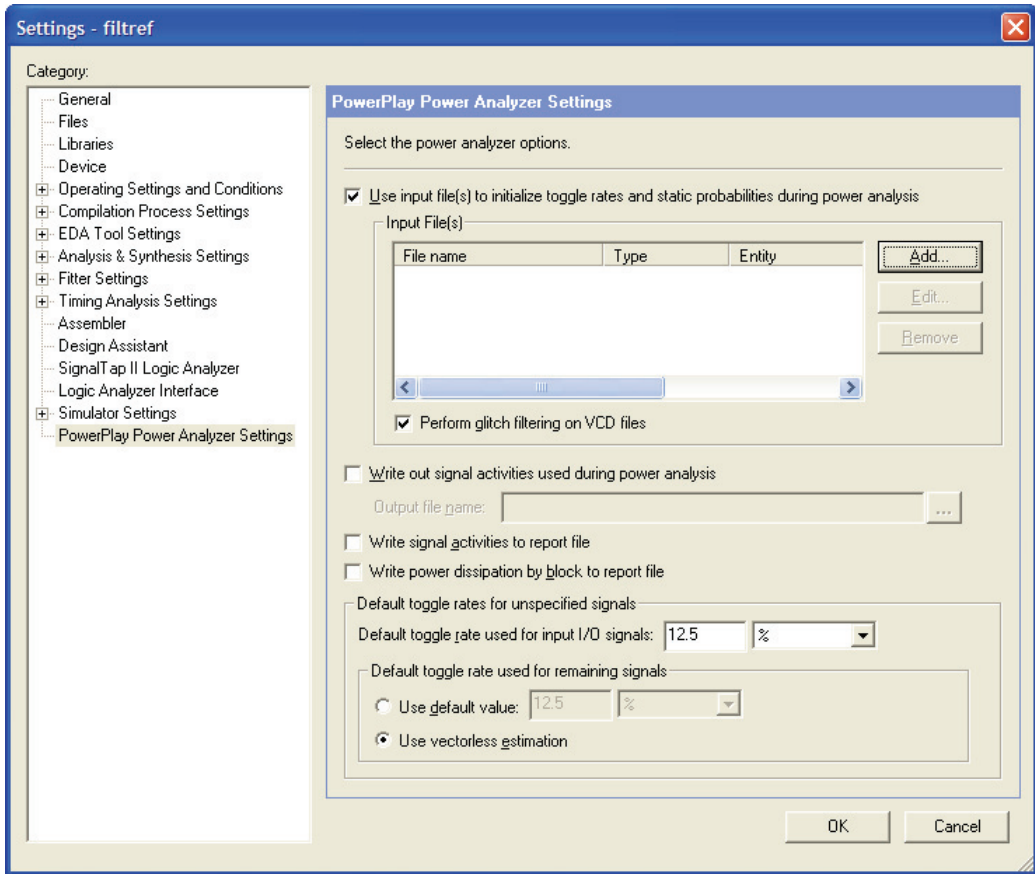 Settings - filtref
Category:
General
Files
Libraries
Device
Operating Settings and Conditions
Compilation Process Settings
EDA Tool Settings
Analysis & Synthesis Settings
Fitter Settings
Timing Analysis Settings
Assembler
Design Assistant
SignalTap II Logic Analyzer
Logic Analyzer Interface
Simulator Settings
PowerPlay Power Analyzer Settings
PowerPlay Power Analyzer Settings
Select the power analyzer options.
Use input file(s) to initialize toggle rates and static probabilities during power analysis
Input File(s)
File name Type Entity
Add...
Edit...
Remove
Perform glitch filtering on VCD files
Write out signal activities used during power analysis
Output file name: ...
Write signal activities to report file
Write power dissipation by block to report file
Default toggle rates for unspecified signals
Default toggle rate used for input I/O signals: 12.5 %
Default toggle rate used for remaining signals
Use default value: 12.5 %
Use vectorless estimation
OK Cancel